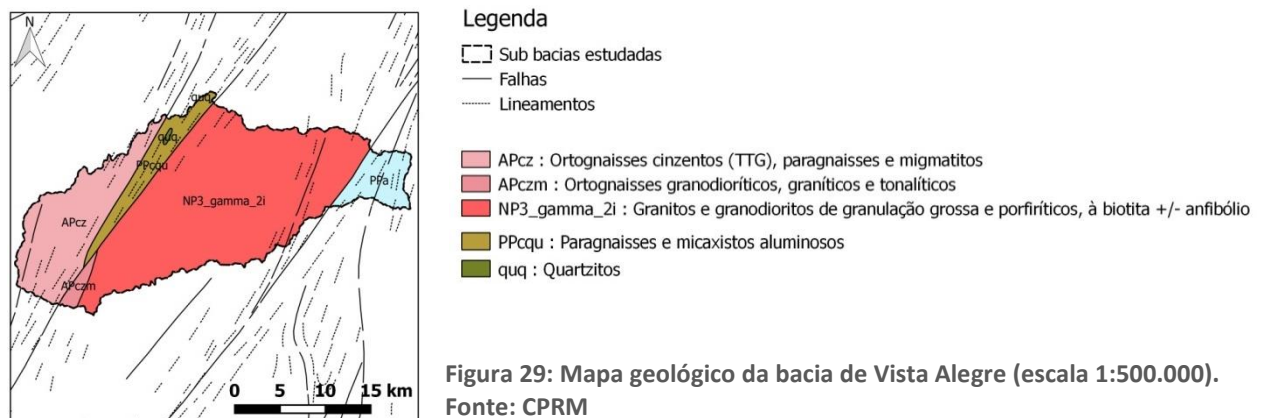 N
quq
quq
PPcqu
PPa
NP3_gamma_2i
APcz
APczm
0 5 10 15 km
Legenda
Sub bacias estudadas
Falhas
Lineamentos
APcz : Ortognaisses cinzentos (TTG), paragnaisses e migmatitos
APczm : Ortognaisses granodioríticos, graníticos e tonalíticos
NP3_gamma_2i : Granitos e granodioritos de granulação grossa e porfiríticos, à biotita +/- anfibólio
PPcqu : Paragnaisses e micaxistos aluminosos
quq : Quartzitos
Figura 29: Mapa geológico da bacia de Vista Alegre (escala 1:500.000).
Fonte: CPRM